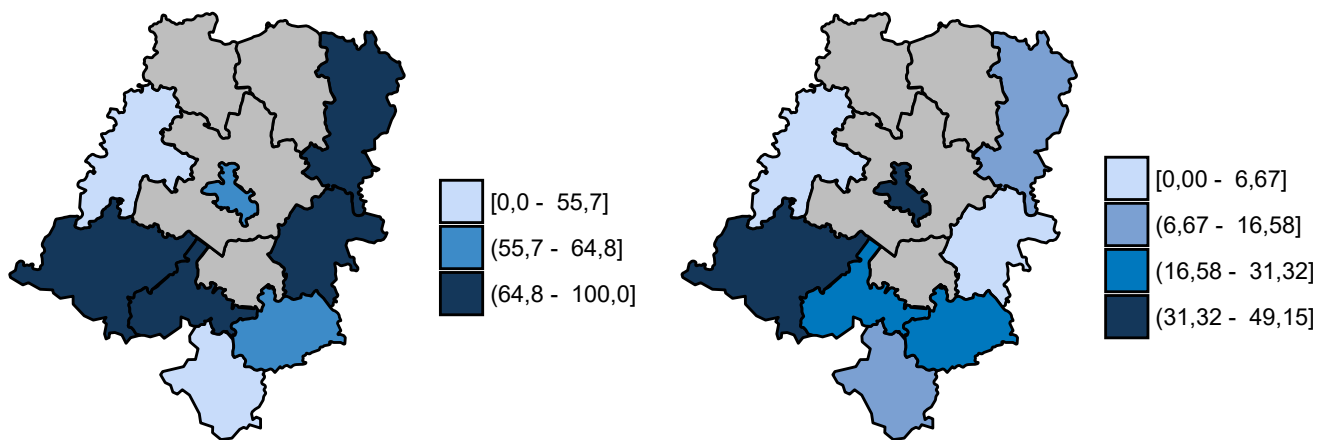 [0,0 - 55,7]
(55,7 - 64,8]
(64,8 - 100,0]
[0,00 - 6,67]
(6,67 - 16,58]
(16,58 - 31,32]
(31,32 - 49,15]